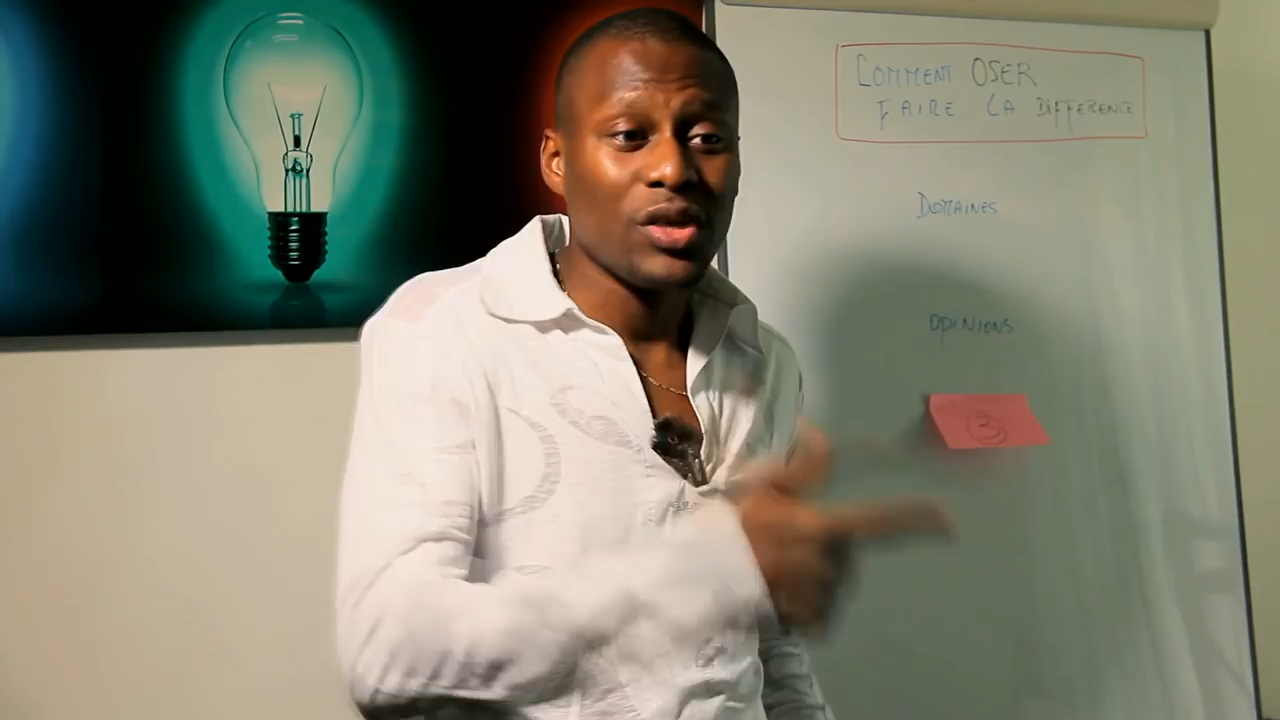 COMMENT OSER
FAIRE LA DIFFERENCE
DOMAINES
OPINIONS
3